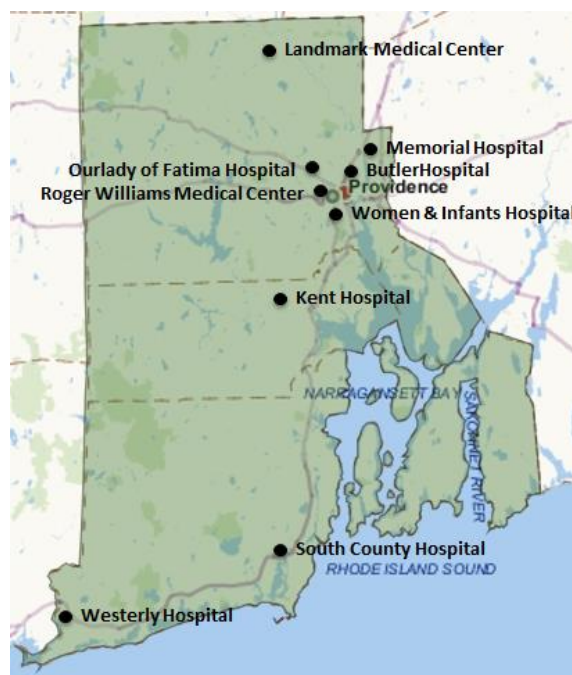 Landmark Medical Center
Memorial Hospital
Ourlady of Fatima Hospital
ButlerHospital
Roger Williams Medical Center
Providence
Women & Infants Hospital
Kent Hospital
NARRAGANSETT BAY
SAKONNET RIVER
South County Hospital
RHODE ISLAND SOUND
Westerly Hospital